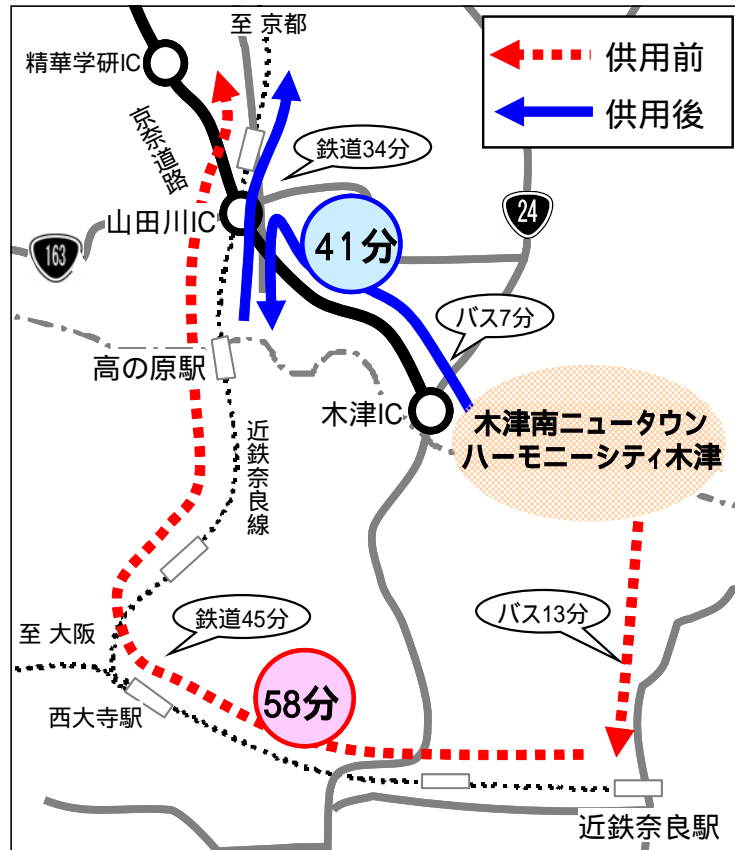 至 京都
精華学研IC
供用前
供用後
京奈道路
鉄道34分
山田川IC
24
163
41分
バス7分
高の原駅
木津IC
木津南ニュータウン
ハーモニーシティ木津
近鉄奈良線
至 大阪
鉄道45分
バス13分
西大寺駅
58分
近鉄奈良駅